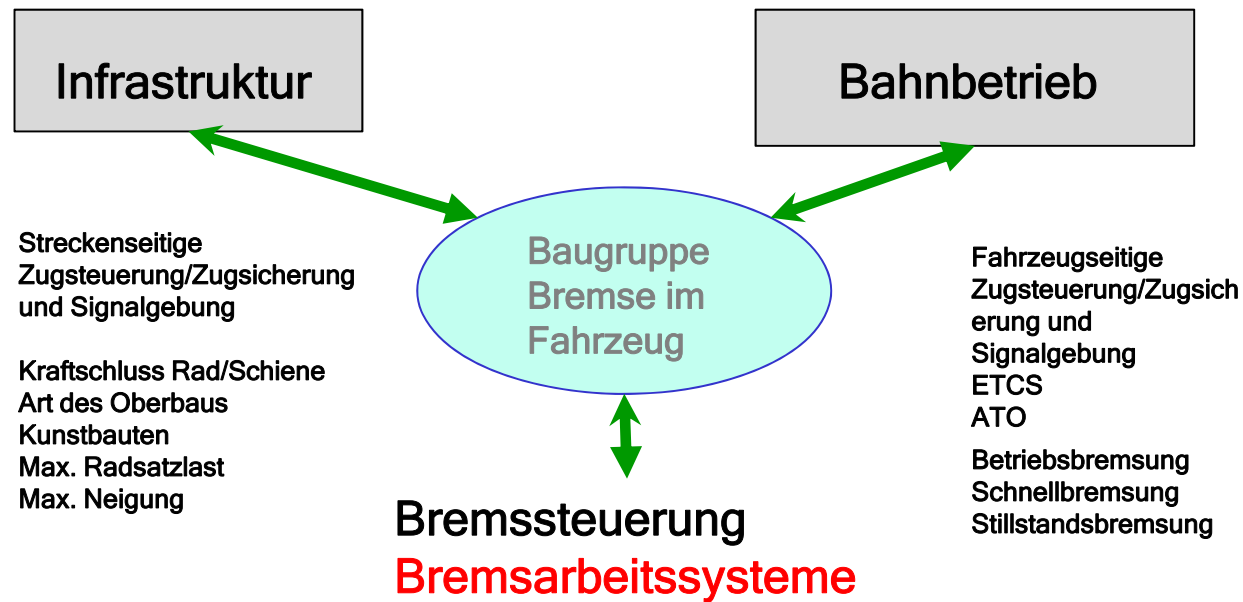 Infrastruktur
Bahnbetrieb
Baugruppe
Bremse im
Fahrzeug
Streckenseitige
Zugsteuerung/Zugsicherung
und Signalgebung
Kraftschluss Rad/Schiene
Art des Oberbaus
Kunstbauten
Max. Radsatzlast
Max. Neigung
Fahrzeugseitige
Zugsteuerung/Zugsich
erung und
Signalgebung
ETCS
ATO
Betriebsbremsung
Schnellbremsung
Stillstandsbremsung
Bremssteuerung
Bremsarbeitssysteme